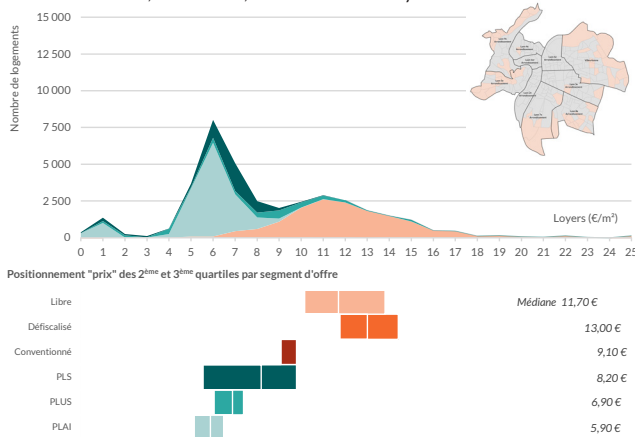 15 000
12 500
10 000
7 500
5 000
2 500
0
Nombre de logements
Loyers (€/m²)
0 1 2 3 4 5 6 7 8 9 10 11 12 13 14 15 16 17 18 19 20 21 22 23 24 25
Positionnement "prix" des 2ème et 3ème quartiles par segment d'offre
Libre Médiane 11,70 €
Défiscalisé 13,00 €
Conventionné 9,10 €
PLS 8,20 €
PLUS 6,90 €
PLAI 5,90 €